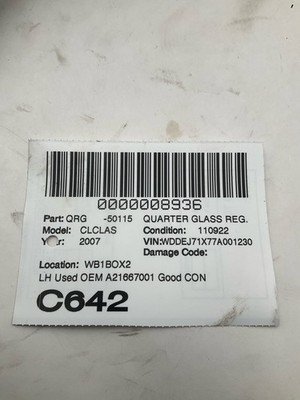 0000008936
Part: QRG -50115 QUARTER GLASS REG.
Model: CLCLAS Condition: 110922
Year: 2007 VIN:WDDEJ71X77A001230
Damage Code:
Location: WB1BOX2
LH Used OEM A21667001 Good CON
C642